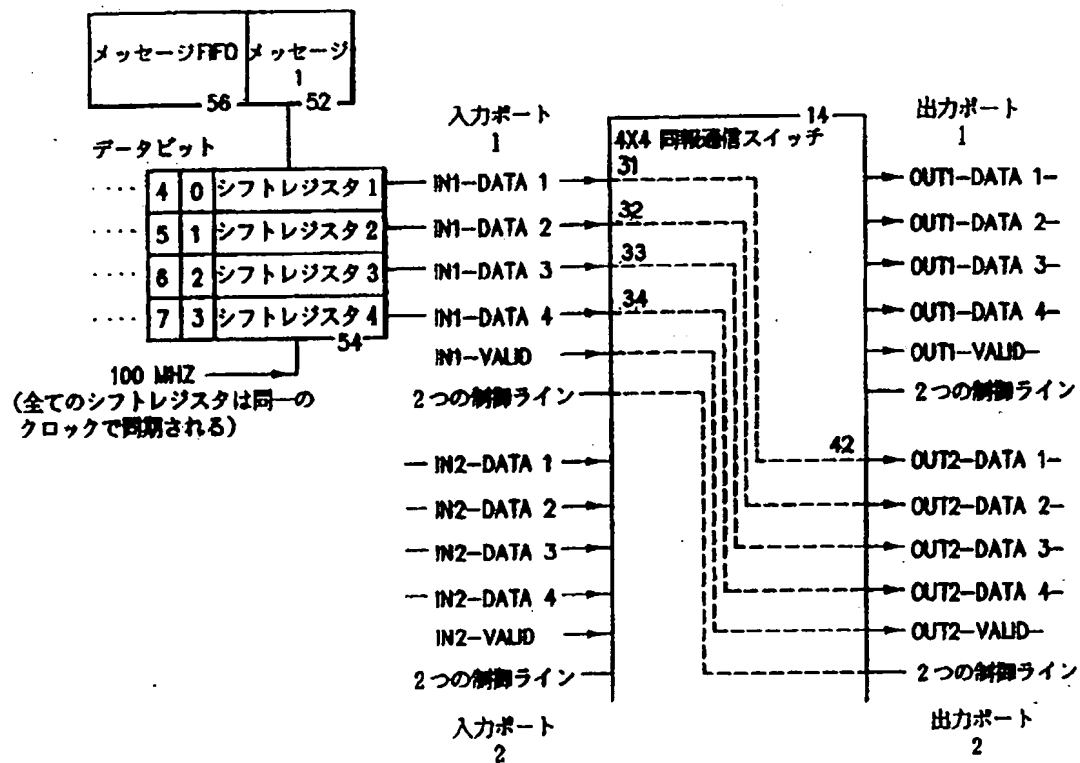 メッセージFIFO
メッセージ
1
56
52
データビット
・・・・ 4 0 シフトレジスタ 1
・・・・ 5 1 シフトレジスタ 2
・・・・ 6 2 シフトレジスタ 3
・・・・ 7 3 シフトレジスタ 4
54
100 MHZ
(全てのシフトレジスタは同一の
クロックで同期される)
入力ポート
1
IN1-DATA 1
IN1-DATA 2
IN1-DATA 3
IN1-DATA 4
IN1-VALID
2つの制御ライン
IN2-DATA 1
IN2-DATA 2
IN2-DATA 3
IN2-DATA 4
IN2-VALID
2つの制御ライン
入力ポート
2
14
4X4 同報通信スイッチ
31
32
33
34
42
出力ポート
1
OUT1-DATA 1-
OUT1-DATA 2-
OUT1-DATA 3-
OUT1-DATA 4-
OUT1-VALID-
2つの制御ライン
OUT2-DATA 1-
OUT2-DATA 2-
OUT2-DATA 3-
OUT2-DATA 4-
OUT2-VALID-
2つの制御ライン
出力ポート
2